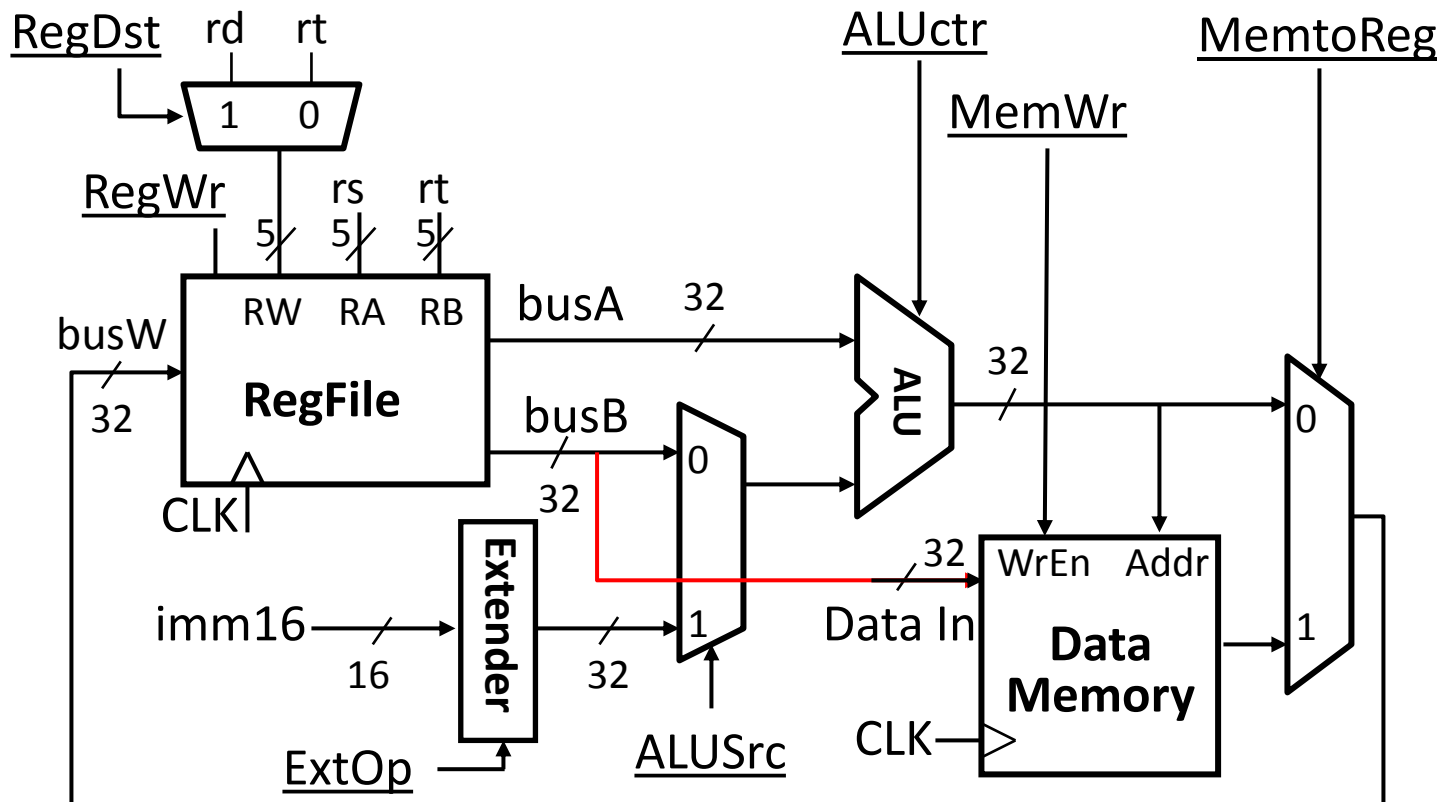 RegDst rd rt ALUctr MemtoReg
1 0 MemWr
RegWr rs rt
5 5 5
RW RA RB busA 32
busW 32
32 RegFile busB ALU 0
0
CLK 32
Extender 32 WrEn Addr
imm16 1 Data In 1
16 32 Data
Memory
CLK
ExtOp ALUSrc